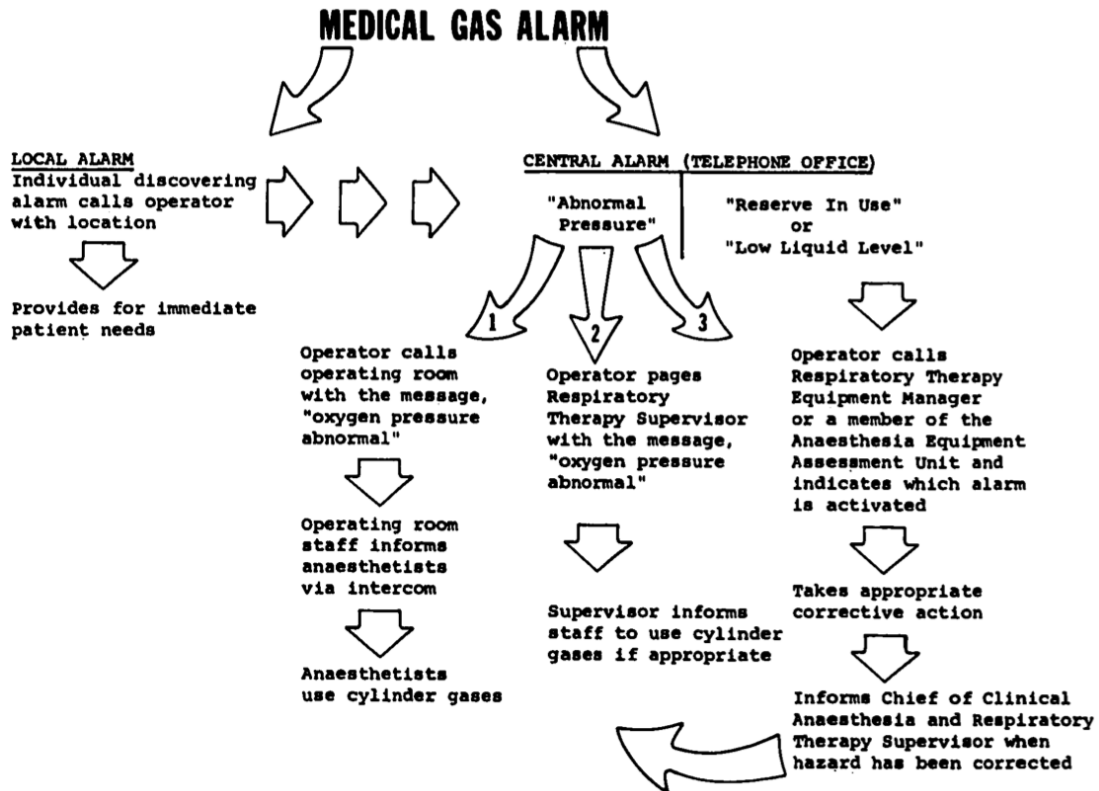 MEDICAL GAS ALARM
LOCAL ALARM
Individual discovering
alarm calls operator
with location
Provides for immediate
patient needs
CENTRAL ALARM (TELEPHONE OFFICE)
"Abnormal
Pressure"
"Reserve In Use"
or
"Low Liquid Level"
1
2
3
Operator calls
operating room
with the message,
"oxygen pressure
abnormal"
Operating room
staff informs
anaesthetists
via intercom
Anaesthetists
use cylinder gases
Operator pages
Respiratory
Therapy Supervisor
with the message,
"oxygen pressure
abnormal"
Supervisor informs
staff to use cylinder
gases if appropriate
Operator calls
Respiratory Therapy
Equipment Manager
or a member of the
Anaesthesia Equipment
Assessment Unit and
indicates which alarm
is activated
Takes appropriate
corrective action
Informs Chief of Clinical
Anaesthesia and Respiratory
Therapy Supervisor when
hazard has been corrected